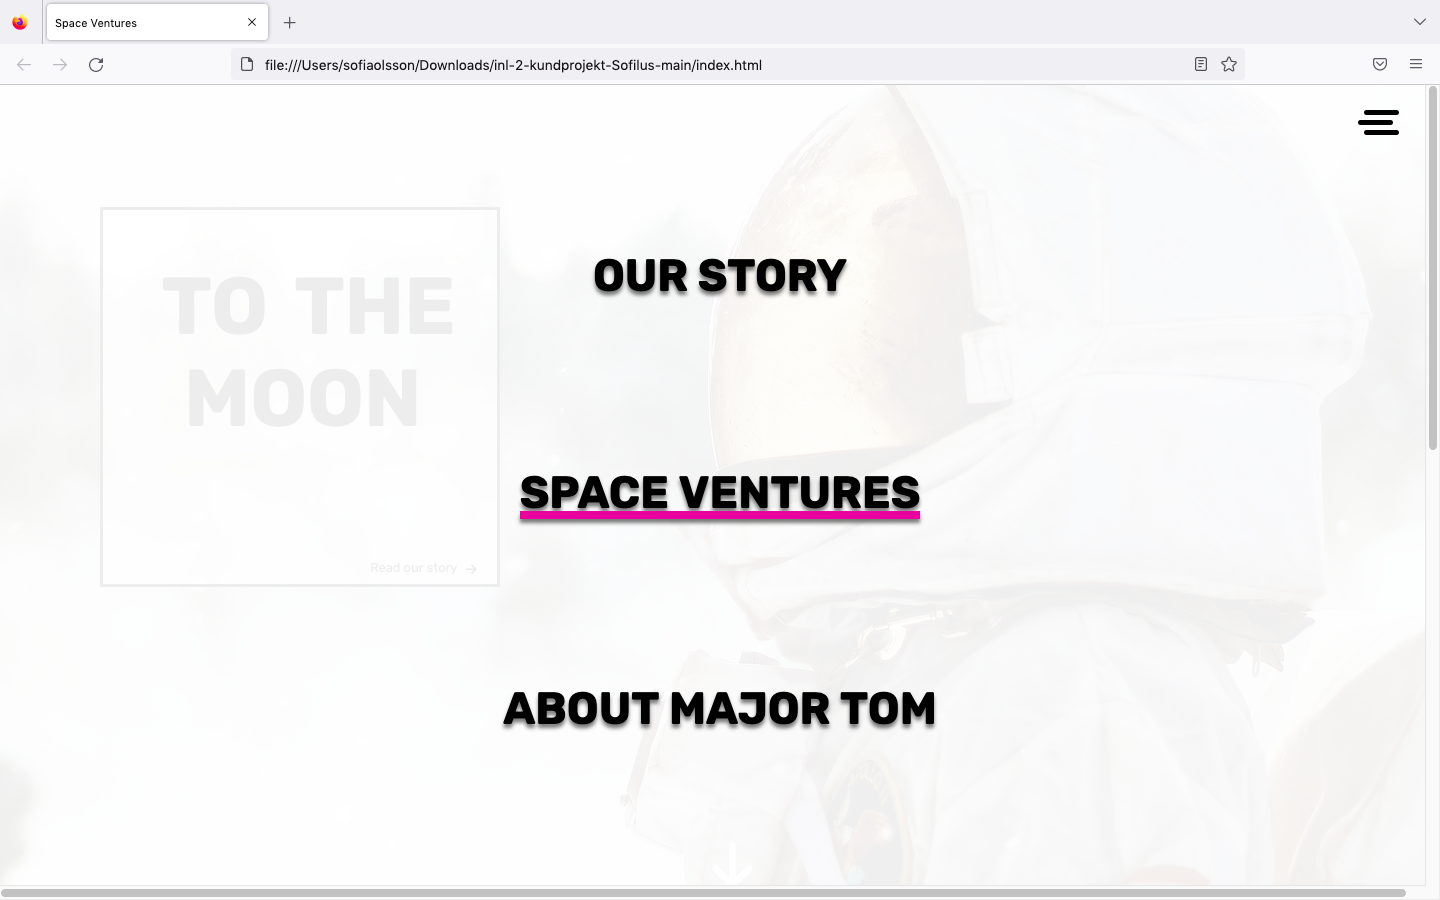 Space Ventures
file:///Users/sofiaolsson/Downloads/inl-2-kundprojekt-Sofilus-main/index.html
TO THE
MOON
Read our story →
OUR STORY
SPACE VENTURES
ABOUT MAJOR TOM